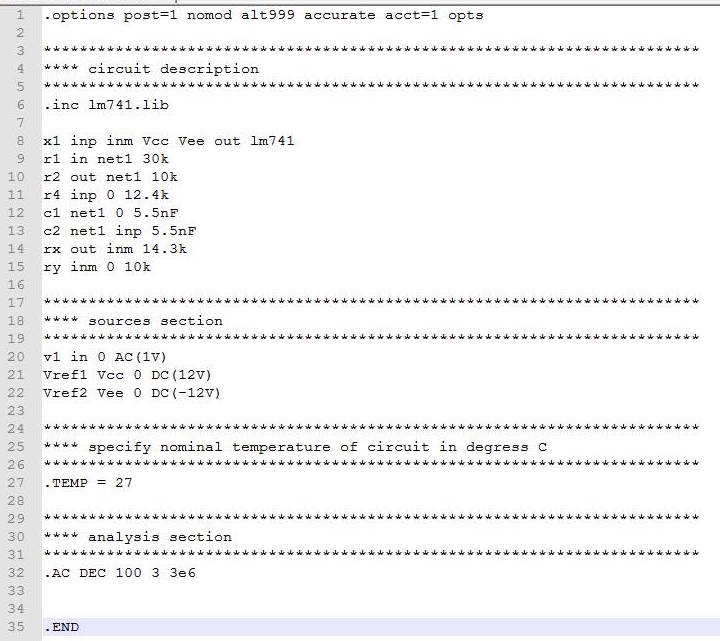 1 .options post=1 nomod alt999 accurate acct=1 opts
2
3 *************************************************************************
4 **** circuit description
5 *************************************************************************
6 .inc lm741.lib
7
8 x1 inp inm Vcc Vee out lm741
9 r1 in net1 30k
10 r2 out net1 10k
11 r4 inp 0 12.4k
12 c1 net1 0 5.5nF
13 c2 net1 inp 5.5nF
14 rx out inm 14.3k
15 ry inm 0 10k
16
17 *************************************************************************
18 **** sources section
19 *************************************************************************
20 v1 in 0 AC(1V)
21 Vref1 Vcc 0 DC(12V)
22 Vref2 Vee 0 DC(-12V)
23
24 *************************************************************************
25 **** specify nominal temperature of circuit in degress C
26 *************************************************************************
27 .TEMP = 27
28
29 *************************************************************************
30 **** analysis section
31 *************************************************************************
32 .AC DEC 100 3 3e6
33
34
35 .END